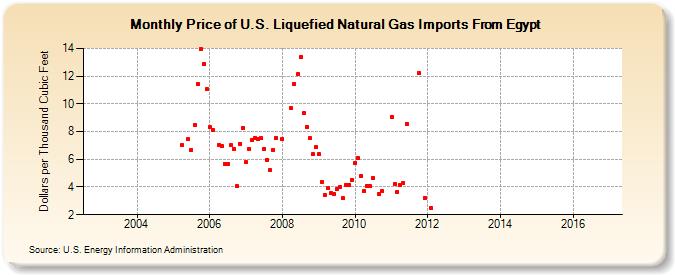 Monthly Price of U.S. Liquefied Natural Gas Imports From Egypt
Dollars per Thousand Cubic Feet
14
12
10
8
6
4
2
2004 2006 2008 2010 2012 2014 2016
Source: U.S. Energy Information Administration